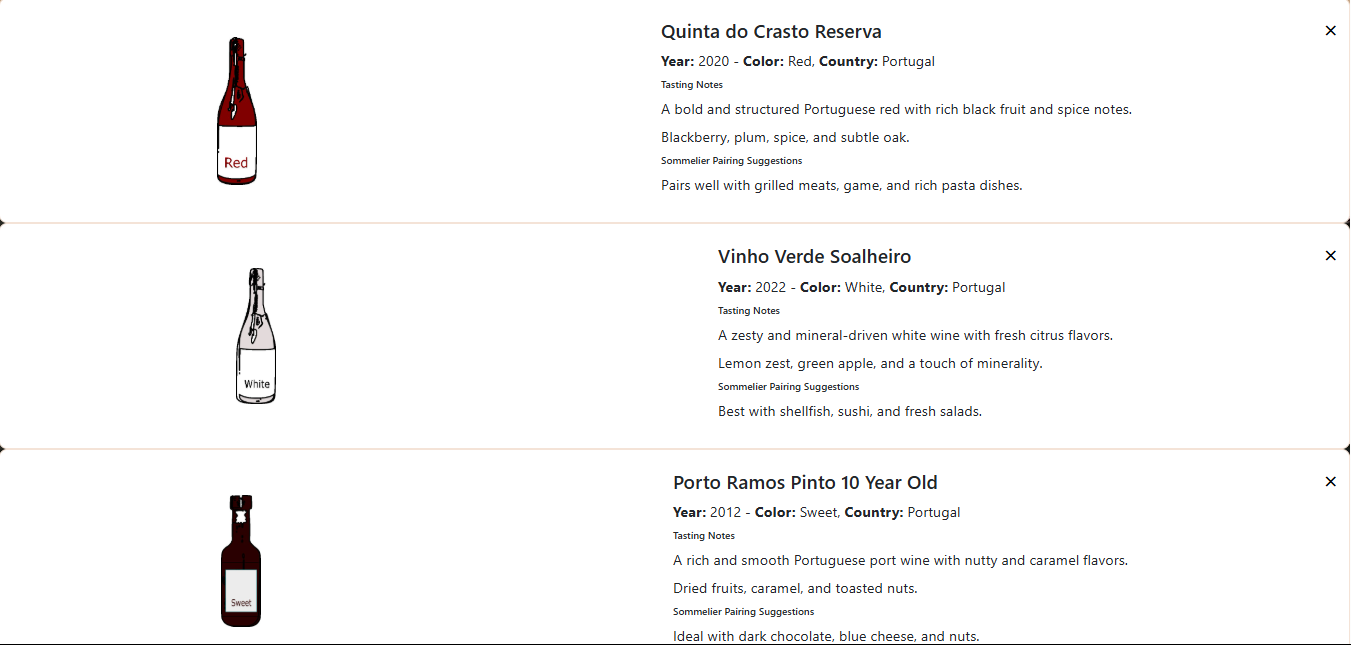 Quinta do Crasto Reserva
×
Year: 2020 - Color: Red, Country: Portugal
Tasting Notes
A bold and structured Portuguese red with rich black fruit and spice notes.
Blackberry, plum, spice, and subtle oak.
Sommelier Pairing Suggestions
Pairs well with grilled meats, game, and rich pasta dishes.
Red
Vinho Verde Soalheiro
×
Year: 2022 - Color: White, Country: Portugal
Tasting Notes
A zesty and mineral-driven white wine with fresh citrus flavors.
Lemon zest, green apple, and a touch of minerality.
Sommelier Pairing Suggestions
Best with shellfish, sushi, and fresh salads.
White
Porto Ramos Pinto 10 Year Old
×
Year: 2012 - Color: Sweet, Country: Portugal
Tasting Notes
A rich and smooth Portuguese port wine with nutty and caramel flavors.
Dried fruits, caramel, and toasted nuts.
Sommelier Pairing Suggestions
Ideal with dark chocolate, blue cheese, and nuts.
Sweet